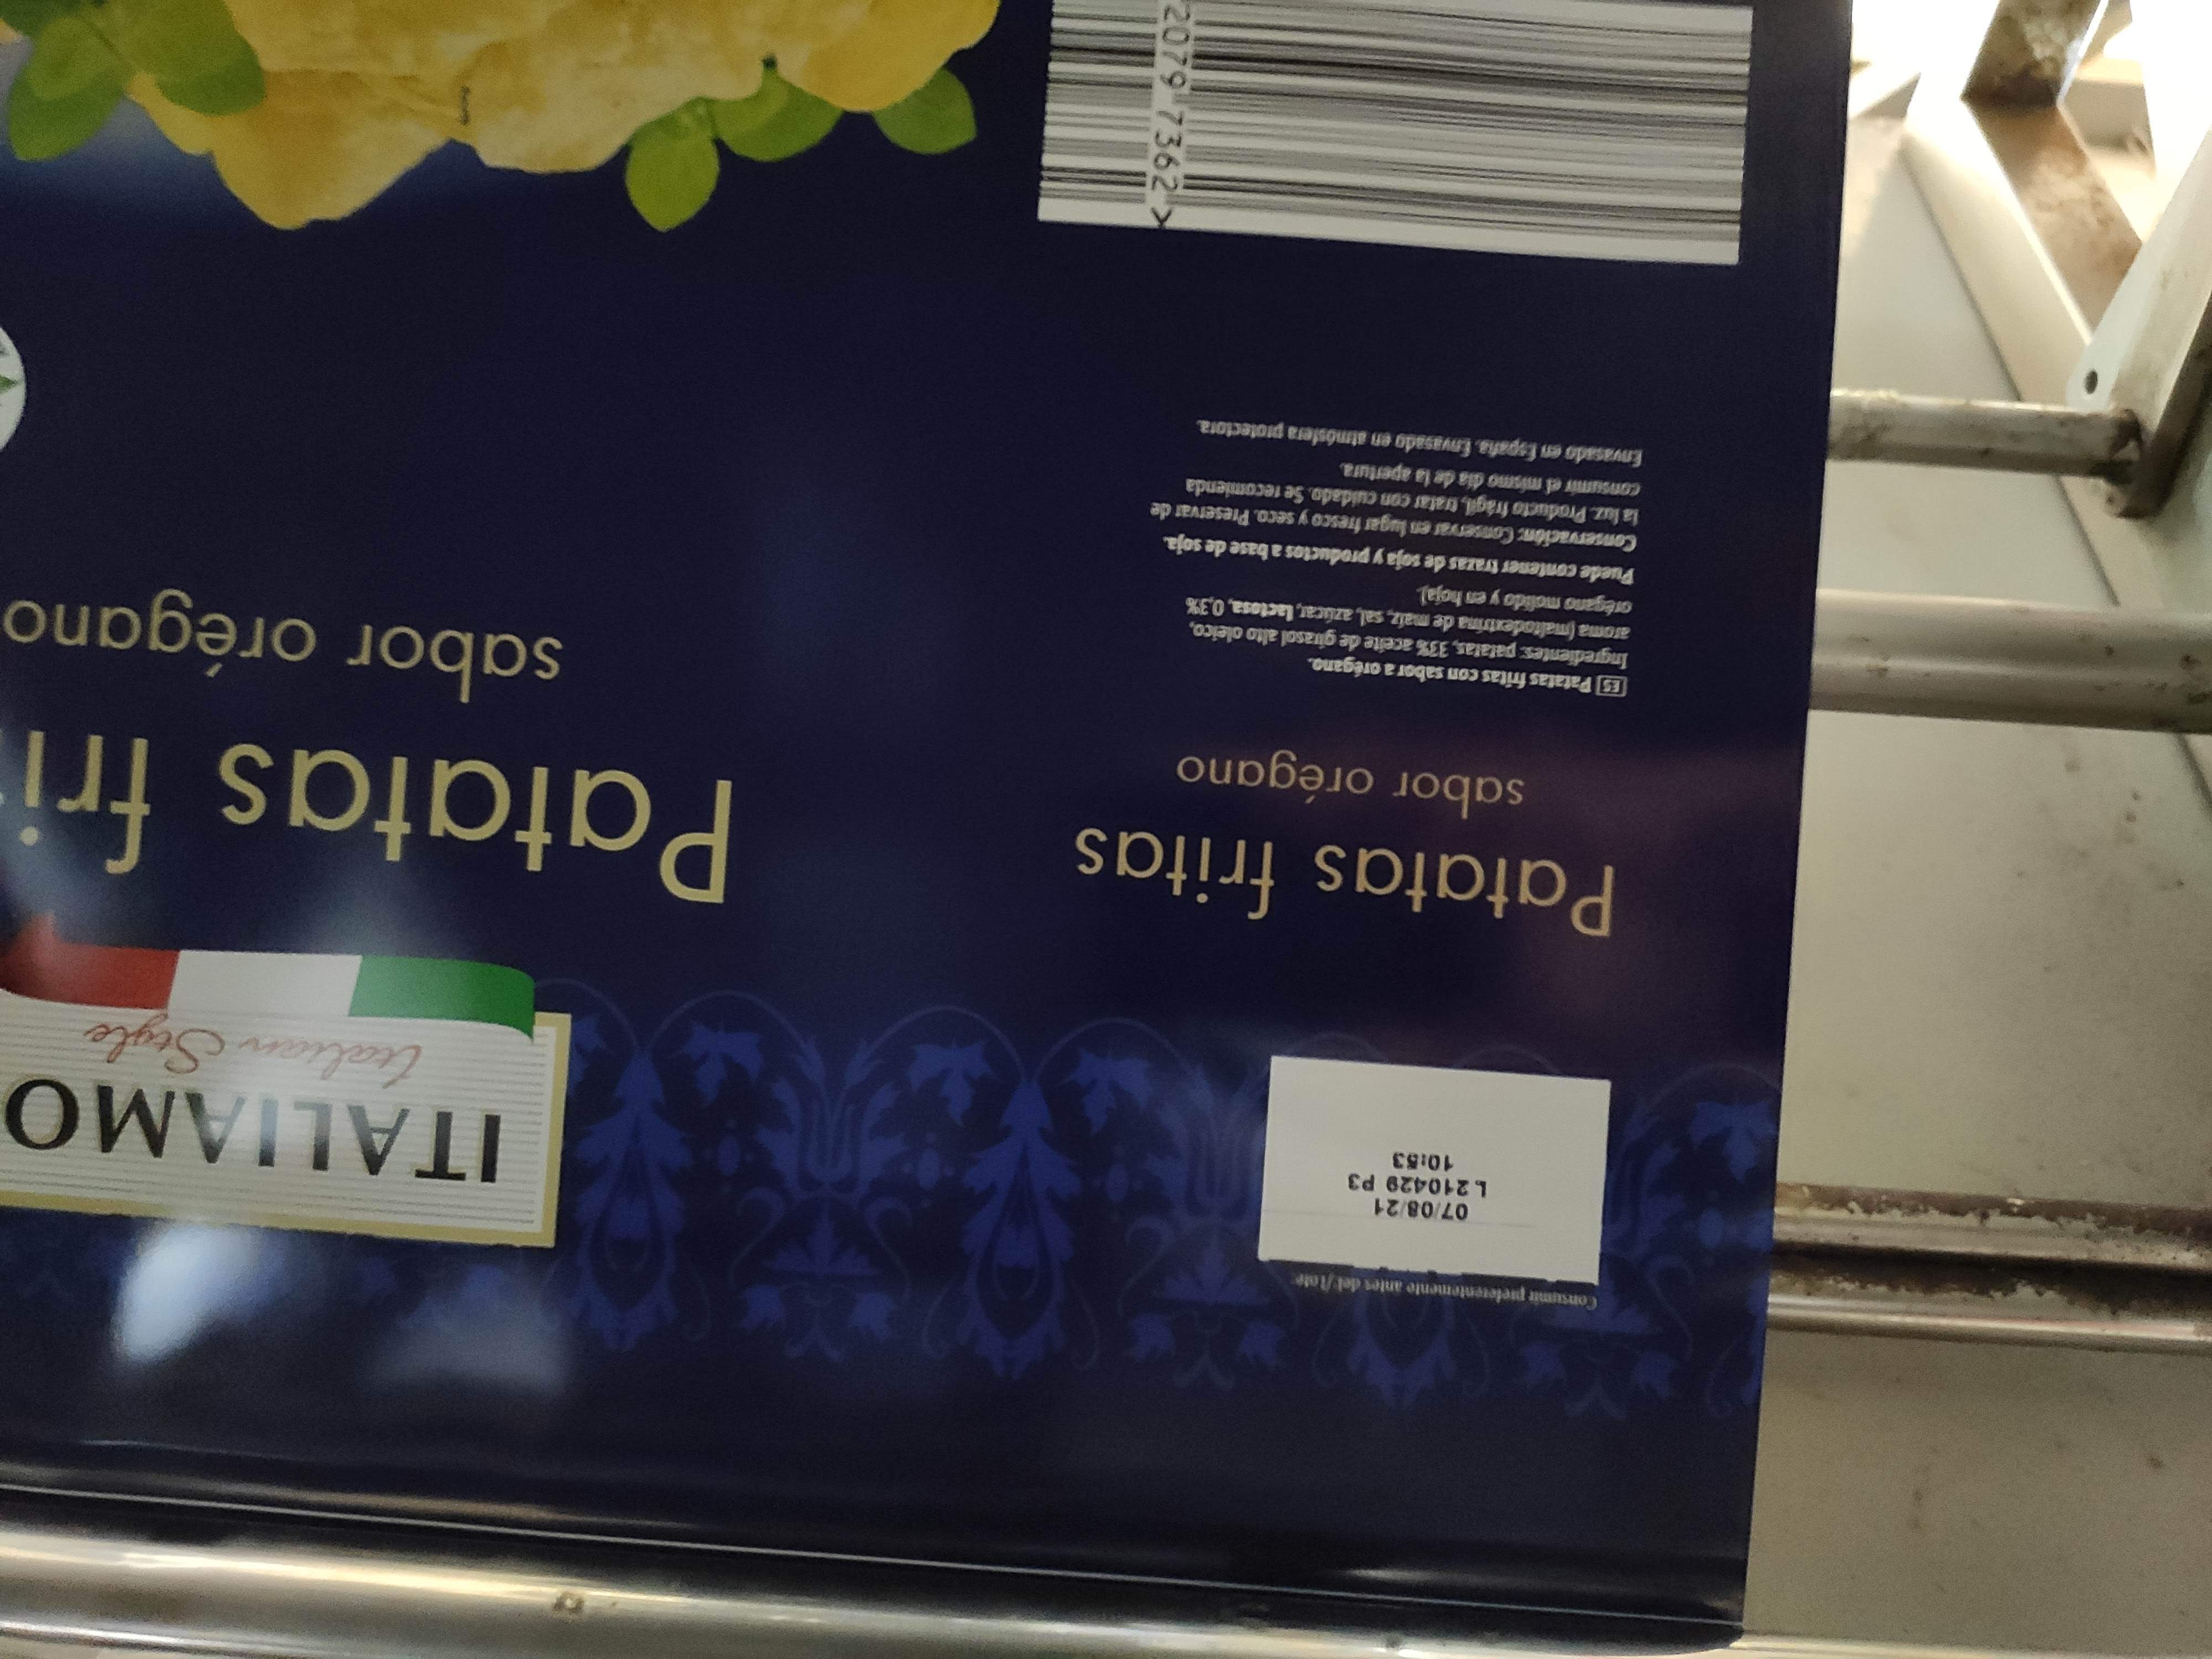 Consumir preferentemente antes del:/Lote:
07/08/21
L 210429 P3
10:53
Patatas fritas
sabor orégano
ES Patatas fritas con sabor a orégano.
Ingredientes: patatas, 33% aceite de girasol alto oleico,
aroma (maltodextrina de maíz, sal, azúcar, lactosa, 0,3%
orégano molido y en hoja).
Puede contener trazas de soja y productos a base de soja.
Conservación: Conservar en lugar fresco y seco. Preservar de
la luz. Producto frágil, tratar con cuidado. Se recomienda
consumir el mismo día de la apertura.
Envasado en España. Envasado en atmósfera protectora.
2079 7362 >
ITALIAMO
Italian Style
Patatas fri
sabor orégano